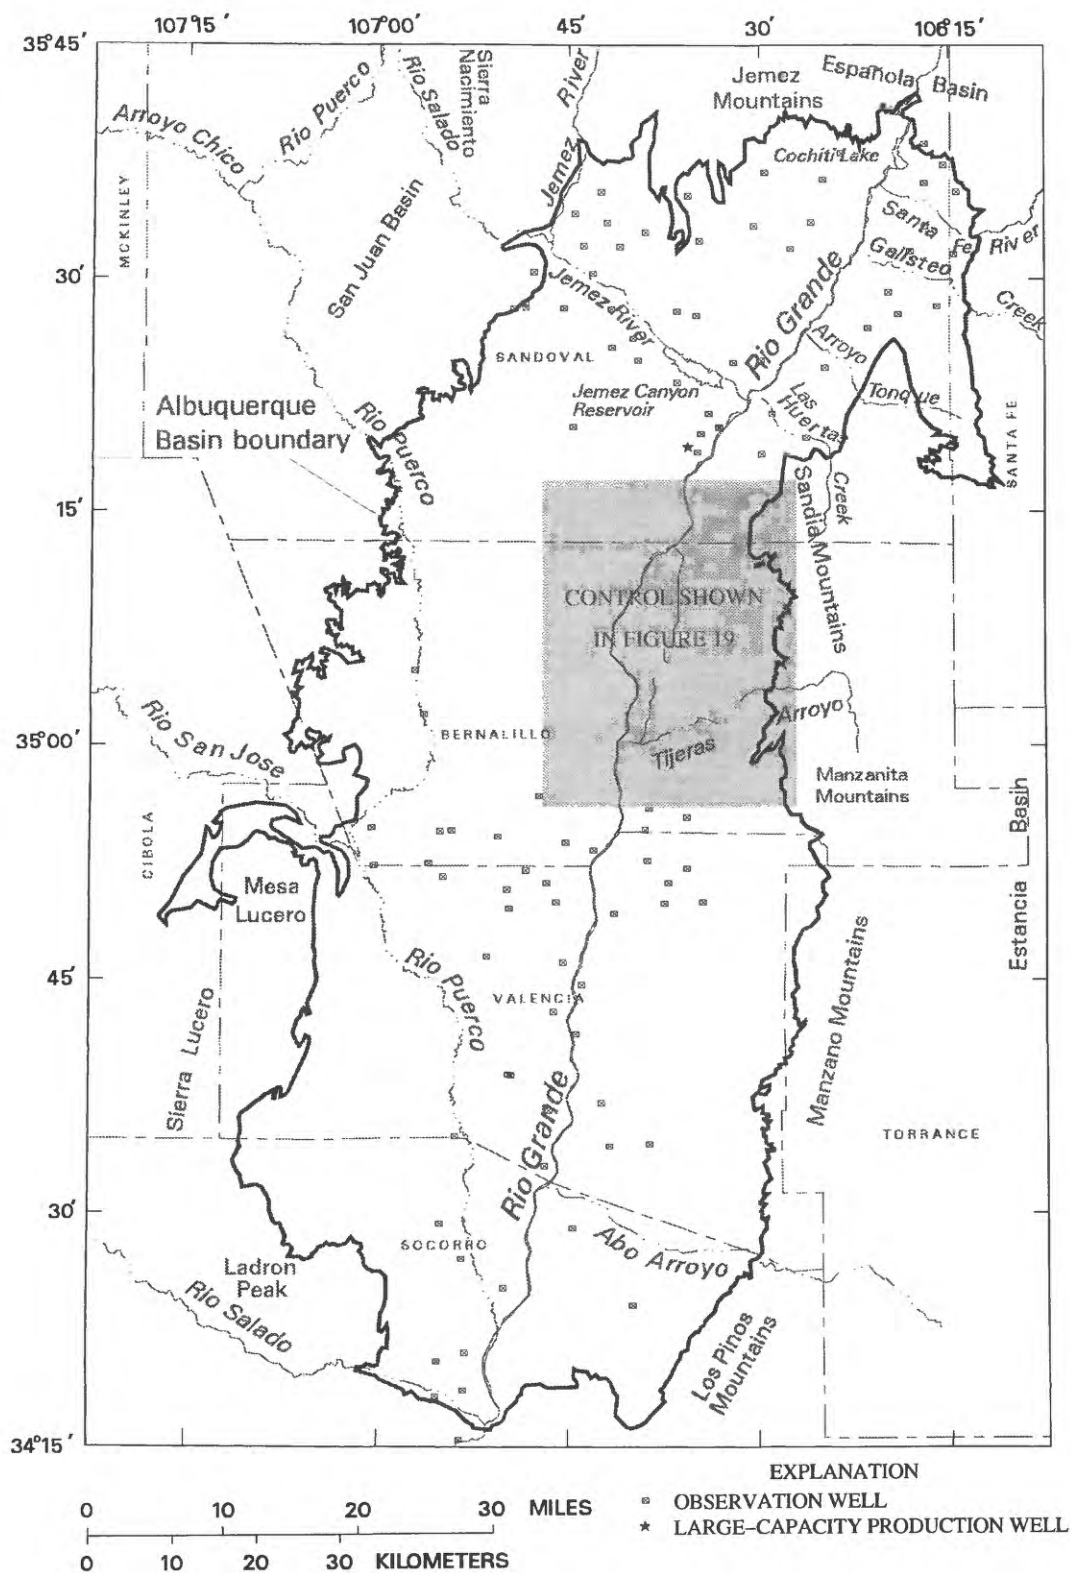 107°15′ 107°00′ 45′ 30′ 106°15′
35°45′
30′
15′
35°00′
45′
30′
34°15′
Arroyo Chico
Rio Puerco
Rio Salado
Sierra
Nacimiento
River
Jemez
Jemez
Mountains
Española Basin
Cochiti Lake
MCKINLEY
San Juan Basin
Santa Fe River
Galisteo Creek
Jemez River
Rio Grande
SANDOVAL
Arroyo Tonque
Jemez Canyon
Reservoir
Las Huertas Creek
Albuquerque
Basin boundary
Rio Puerco
SANTA FE
Sandia Mountains
CONTROL SHOWN
IN FIGURE 19
Rio San Jose
BERNALILLO
Tijeras Arroyo
Manzanita
Mountains
CIBOLA
Mesa
Lucero
Estancia Basin
Rio Puerco
VALENCIA
Sierra Lucero
Manzano Mountains
Rio Grande
TORRANCE
SOCORRO
Abo Arroyo
Ladron
Peak
Rio Salado
Los Pinos
Mountains
EXPLANATION
OBSERVATION WELL
LARGE-CAPACITY PRODUCTION WELL
0 10 20 30 MILES
0 10 20 30 KILOMETERS